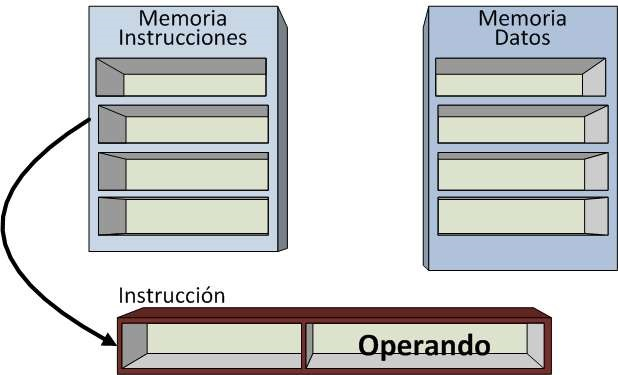 Memoria
Instrucciones
Memoria
Datos
Instrucción
Operando